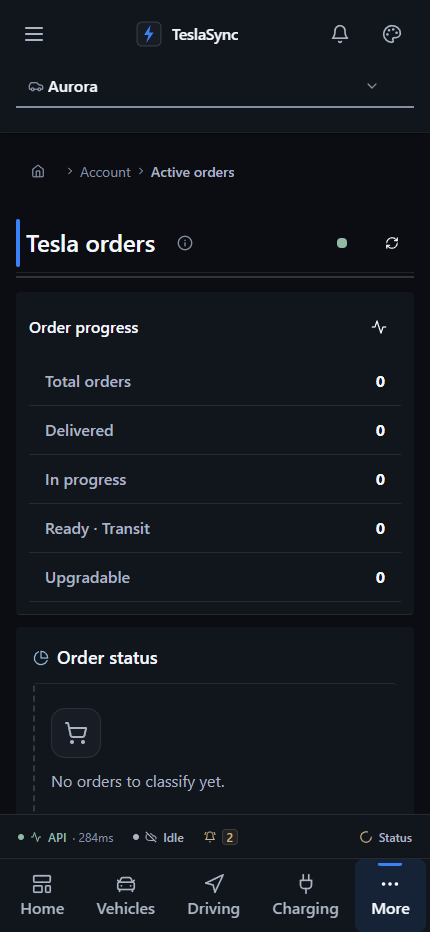 TeslaSync
Aurora
Account Active orders
Tesla orders
Order progress
Total orders 0
Delivered 0
In progress 0
Ready · Transit 0
Upgradable 0
Order status
No orders to classify yet.
API · 284ms Idle 2 Status
Home Vehicles Driving Charging More